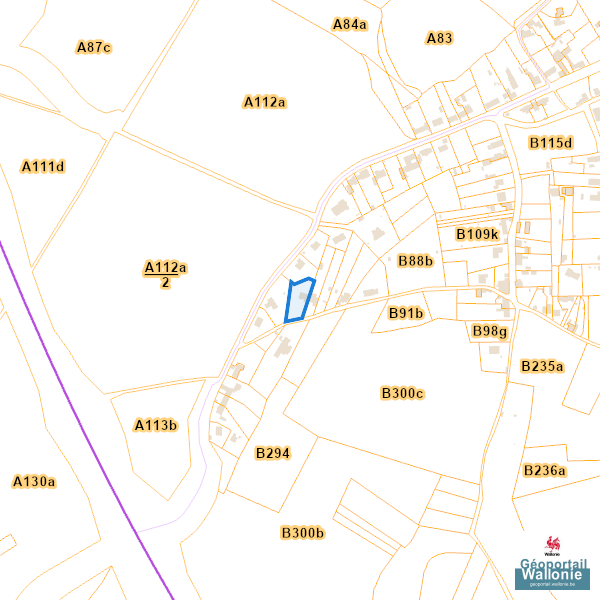 A84a
A83
A87c
A112a
B115d
A111d
B109k
B88b
A112a
2
B91b
B98g
B235a
B300c
A113b
B294
B236a
A130a
B300b
Wallonie
Géoportail
Wallonie
geoportail.wallonie.be